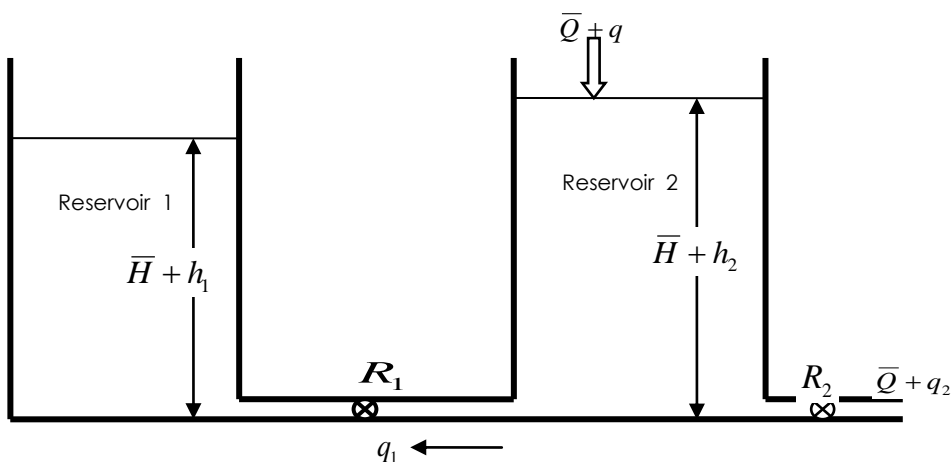 Q̅ + q
Reservoir 1
Reservoir 2
H̅ + h₁
H̅ + h₂
R₁
R₂
Q̅ + q₂
q₁